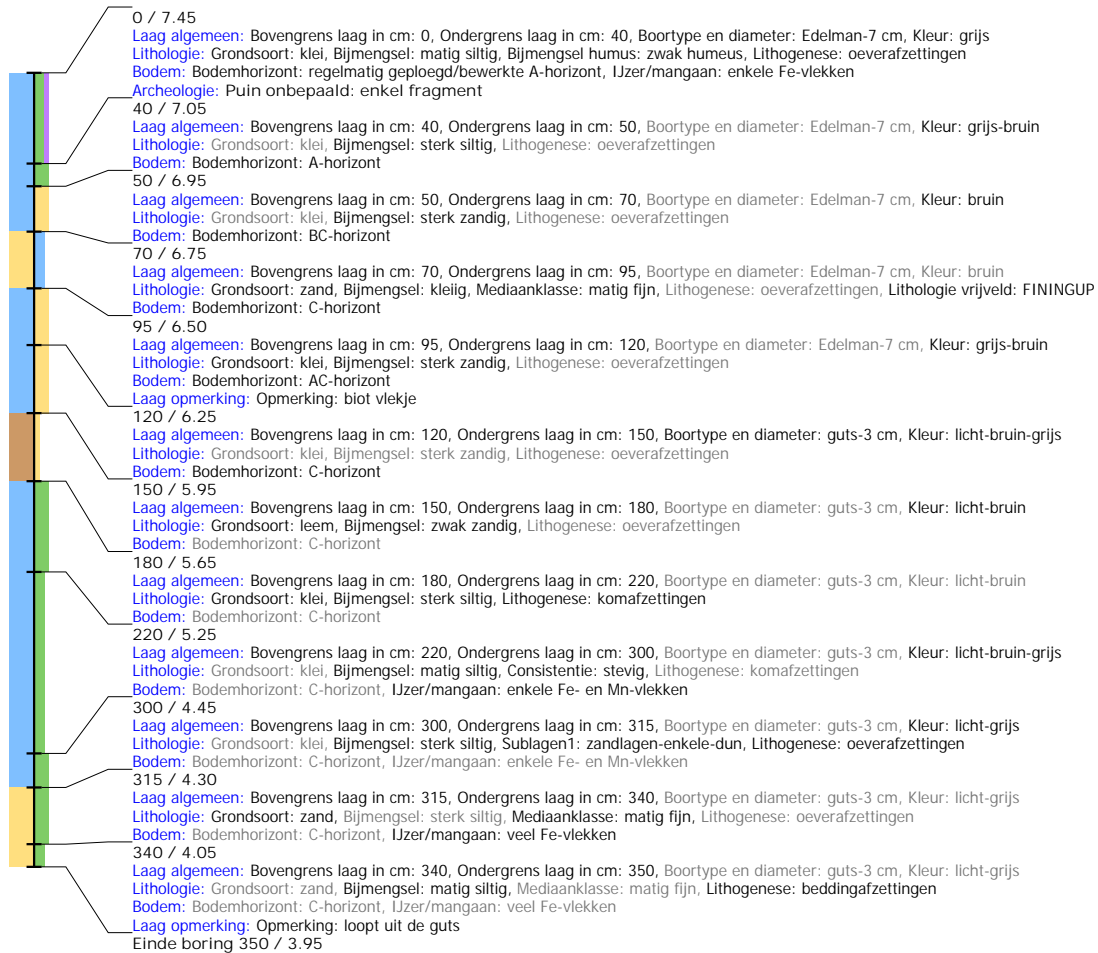 0 / 7.45
Laag algemeen: Bovengrens laag in cm: 0, Ondergrens laag in cm: 40, Boortype en diameter: Edelman-7 cm, Kleur: grijs
Lithologie: Grondsoort: klei, Bijmengsel: matig siltig, Bijmengsel humus: zwak humeus, Lithogenese: oeverafzettingen
Bodem: Bodemhorizont: regelmatig geploegd/bewerkte A-horizont, IJzer/mangaan: enkele Fe-vlekken
Archeologie: Puin onbepaald: enkel fragment
40 / 7.05
Laag algemeen: Bovengrens laag in cm: 40, Ondergrens laag in cm: 50, Boortype en diameter: Edelman-7 cm, Kleur: grijs-bruin
Lithologie: Grondsoort: klei, Bijmengsel: sterk siltig, Lithogenese: oeverafzettingen
Bodem: Bodemhorizont: A-horizont
50 / 6.95
Laag algemeen: Bovengrens laag in cm: 50, Ondergrens laag in cm: 70, Boortype en diameter: Edelman-7 cm, Kleur: bruin
Lithologie: Grondsoort: klei, Bijmengsel: sterk zandig, Lithogenese: oeverafzettingen
Bodem: Bodemhorizont: BC-horizont
70 / 6.75
Laag algemeen: Bovengrens laag in cm: 70, Ondergrens laag in cm: 95, Boortype en diameter: Edelman-7 cm, Kleur: bruin
Lithologie: Grondsoort: zand, Bijmengsel: kleiig, Mediaanklasse: matig fijn, Lithogenese: oeverafzettingen, Lithologie vrijveld: FININGUP
Bodem: Bodemhorizont: C-horizont
95 / 6.50
Laag algemeen: Bovengrens laag in cm: 95, Ondergrens laag in cm: 120, Boortype en diameter: Edelman-7 cm, Kleur: grijs-bruin
Lithologie: Grondsoort: klei, Bijmengsel: sterk zandig, Lithogenese: oeverafzettingen
Bodem: Bodemhorizont: AC-horizont
Laag opmerking: Opmerking: biot vlekje
120 / 6.25
Laag algemeen: Bovengrens laag in cm: 120, Ondergrens laag in cm: 150, Boortype en diameter: guts-3 cm, Kleur: licht-bruin-grijs
Lithologie: Grondsoort: klei, Bijmengsel: sterk zandig, Lithogenese: oeverafzettingen
Bodem: Bodemhorizont: C-horizont
150 / 5.95
Laag algemeen: Bovengrens laag in cm: 150, Ondergrens laag in cm: 180, Boortype en diameter: guts-3 cm, Kleur: licht-bruin
Lithologie: Grondsoort: leem, Bijmengsel: zwak zandig, Lithogenese: oeverafzettingen
Bodem: Bodemhorizont: C-horizont
180 / 5.65
Laag algemeen: Bovengrens laag in cm: 180, Ondergrens laag in cm: 220, Boortype en diameter: guts-3 cm, Kleur: licht-bruin
Lithologie: Grondsoort: klei, Bijmengsel: sterk siltig, Lithogenese: komafzettingen
Bodem: Bodemhorizont: C-horizont
220 / 5.25
Laag algemeen: Bovengrens laag in cm: 220, Ondergrens laag in cm: 300, Boortype en diameter: guts-3 cm, Kleur: licht-bruin-grijs
Lithologie: Grondsoort: klei, Bijmengsel: matig siltig, Consistentie: stevig, Lithogenese: komafzettingen
Bodem: Bodemhorizont: C-horizont, IJzer/mangaan: enkele Fe- en Mn-vlekken
300 / 4.45
Laag algemeen: Bovengrens laag in cm: 300, Ondergrens laag in cm: 315, Boortype en diameter: guts-3 cm, Kleur: licht-grijs
Lithologie: Grondsoort: klei, Bijmengsel: sterk siltig, Sublagen1: zandlagen-enkele-dun, Lithogenese: oeverafzettingen
Bodem: Bodemhorizont: C-horizont, IJzer/mangaan: enkele Fe- en Mn-vlekken
315 / 4.30
Laag algemeen: Bovengrens laag in cm: 315, Ondergrens laag in cm: 340, Boortype en diameter: guts-3 cm, Kleur: licht-grijs
Lithologie: Grondsoort: zand, Bijmengsel: sterk siltig, Mediaanklasse: matig fijn, Lithogenese: oeverafzettingen
Bodem: Bodemhorizont: C-horizont, IJzer/mangaan: veel Fe-vlekken
340 / 4.05
Laag algemeen: Bovengrens laag in cm: 340, Ondergrens laag in cm: 350, Boortype en diameter: guts-3 cm, Kleur: licht-grijs
Lithologie: Grondsoort: zand, Bijmengsel: matig siltig, Mediaanklasse: matig fijn, Lithogenese: beddingafzettingen
Bodem: Bodemhorizont: C-horizont, IJzer/mangaan: veel Fe-vlekken
Laag opmerking: Opmerking: loopt uit de guts
Einde boring 350 / 3.95